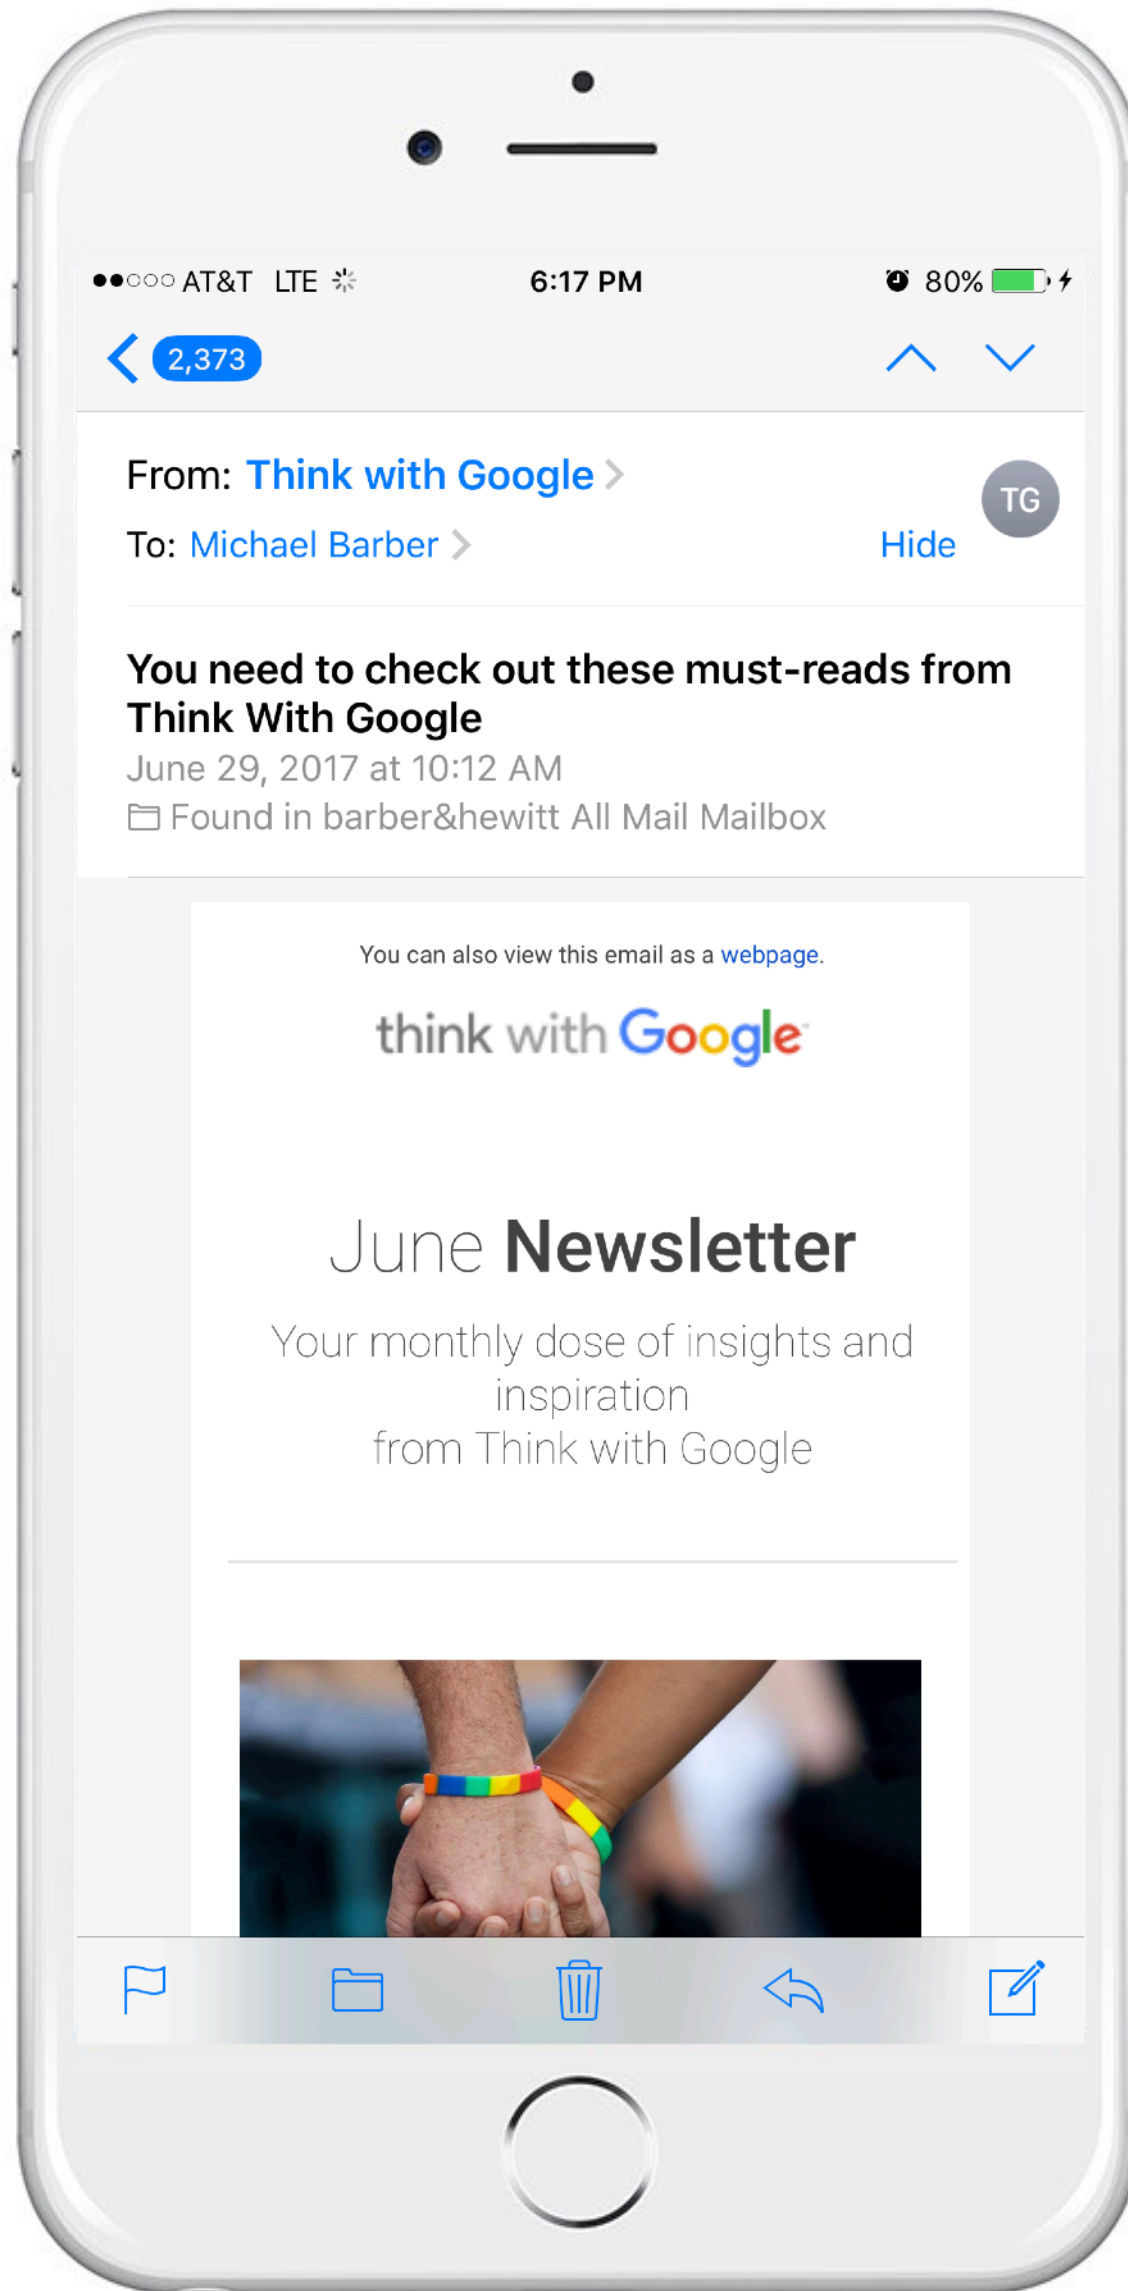 AT&T LTE 6:17 PM 80%
2,373
From: Think with Google
TG
To: Michael Barber Hide
You need to check out these must-reads from
Think With Google
June 29, 2017 at 10:12 AM
Found in barber&hewitt All Mail Mailbox
You can also view this email as a webpage.
think with Google
June Newsletter
Your monthly dose of insights and
inspiration
from Think with Google